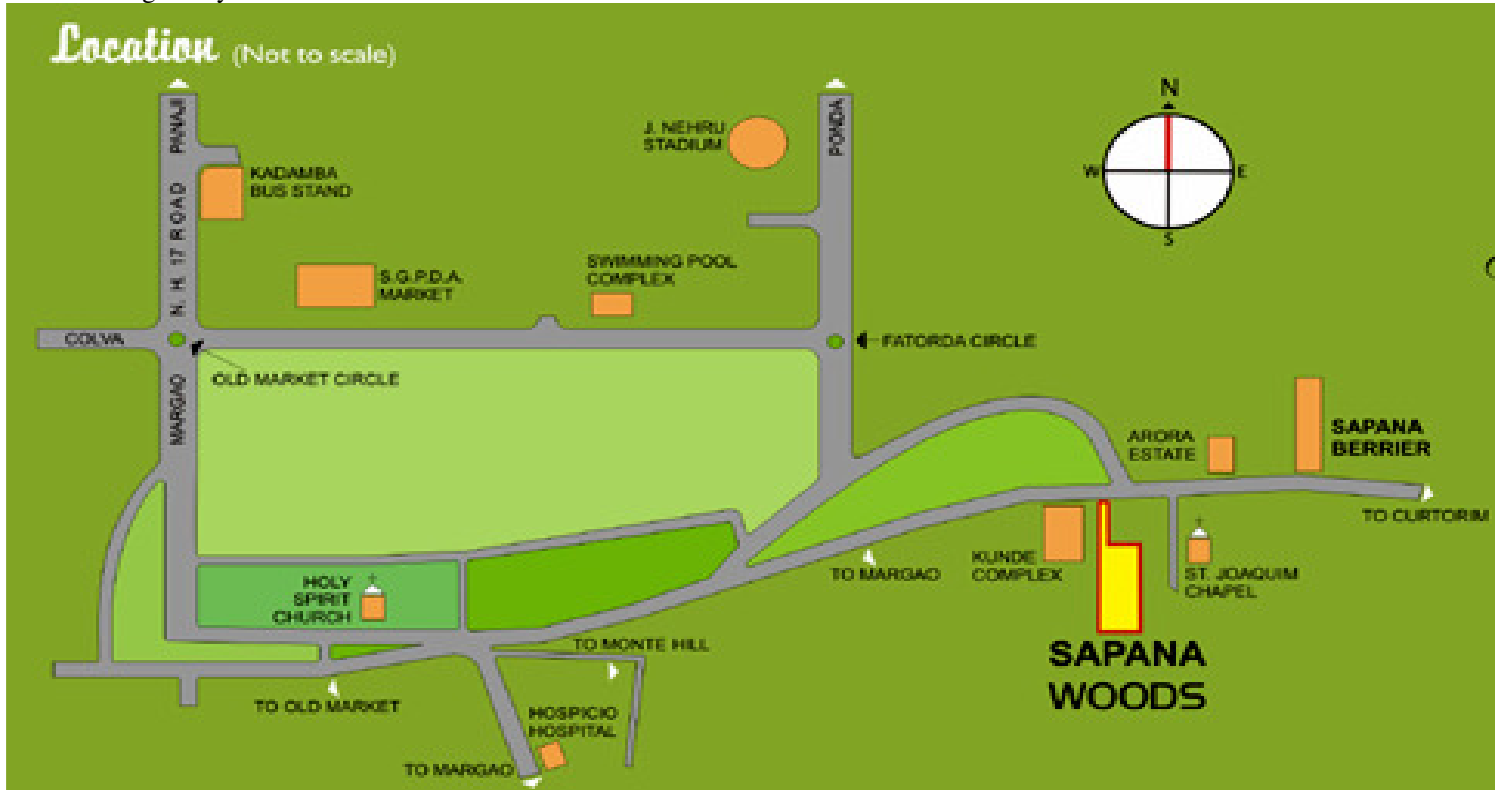 Location (Not to scale)
PANAJI
N. H. 17 ROAD
KADAMBA
BUS STAND
J. NEHRU
STADIUM
PONDA
N
W
E
S
S.G.P.D.A.
MARKET
SWIMMING POOL
COMPLEX
COLVA
OLD MARKET CIRCLE
FATORDA CIRCLE
MARGAO
ARORA
ESTATE
SAPANA
BERRIER
TO CURTORIM
HOLY
SPIRIT
CHURCH
TO MARGAO
KUNDE
COMPLEX
ST. JOAQUIM
CHAPEL
TO MONTE HILL
SAPANA
WOODS
TO OLD MARKET
HOSPICIO
HOSPITAL
TO MARGAO